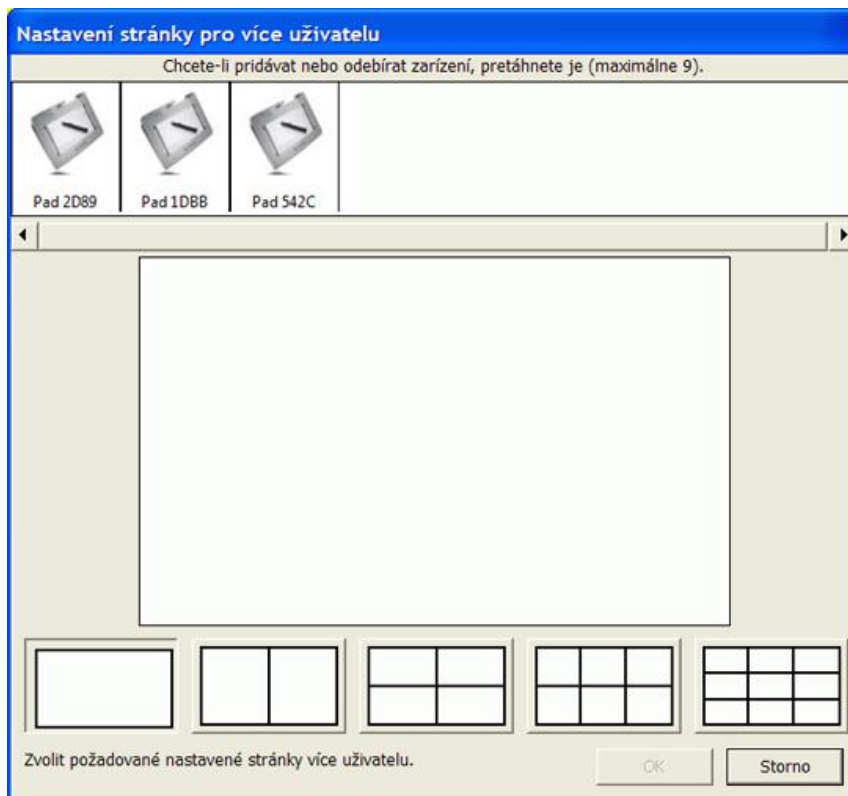 Nastavení stránky pro více uživatelu
Chcete-li pridávat nebo odebírat zarízení, pretáhnete je (maximálne 9).
Pad 2D89
Pad 1DBB
Pad 542C
Zvolit požadované nastavené stránky více uživatelu.
OK
Storno